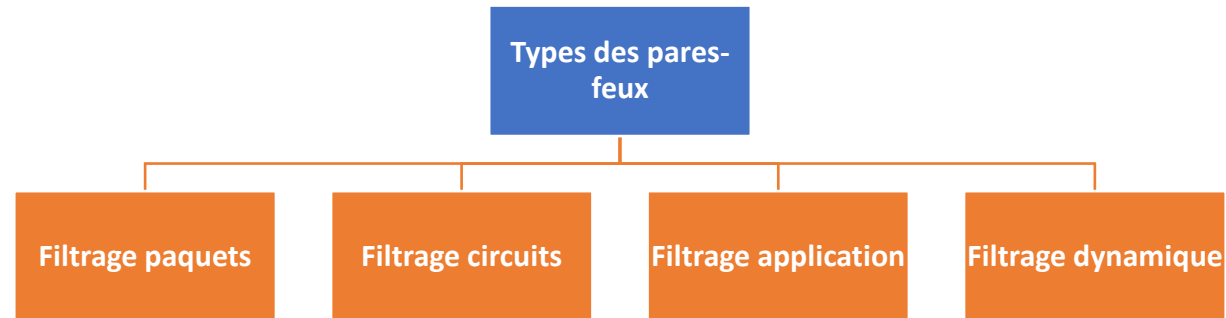 Types des pares-
feux
Filtrage paquets
Filtrage circuits
Filtrage application
Filtrage dynamique